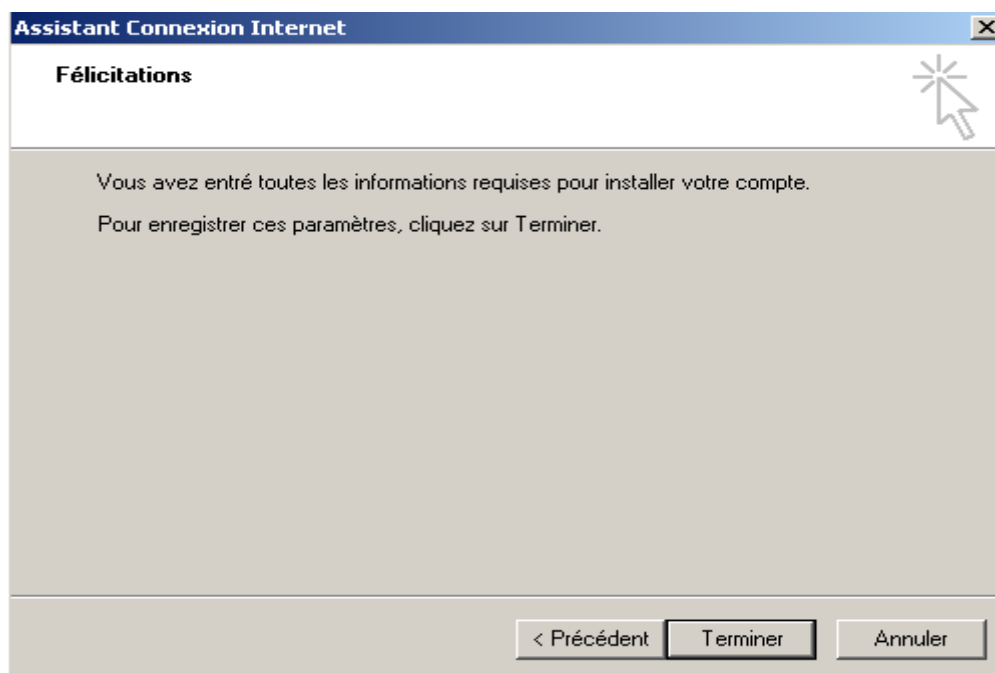 Assistant Connexion Internet
Félicitations
Vous avez entré toutes les informations requises pour installer votre compte.
Pour enregistrer ces paramètres, cliquez sur Terminer.
< Précédent Terminer Annuler